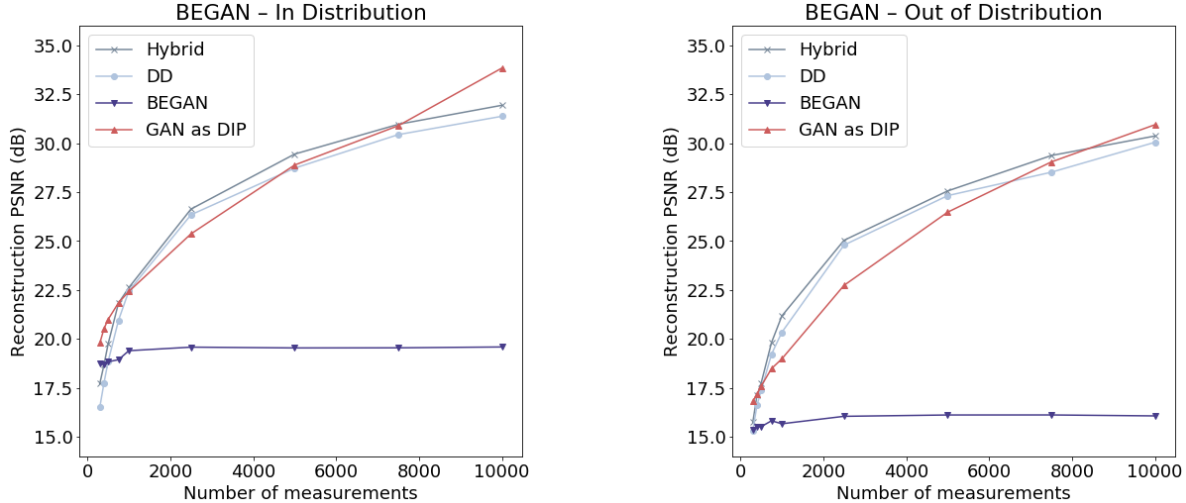 BEGAN – In Distribution
Reconstruction PSNR (dB)
35.0
32.5
30.0
27.5
25.0
22.5
20.0
17.5
15.0
Hybrid
DD
BEGAN
GAN as DIP
0 2000 4000 6000 8000 10000
Number of measurements
BEGAN – Out of Distribution
Reconstruction PSNR (dB)
35.0
32.5
30.0
27.5
25.0
22.5
20.0
17.5
15.0
Hybrid
DD
BEGAN
GAN as DIP
0 2000 4000 6000 8000 10000
Number of measurements